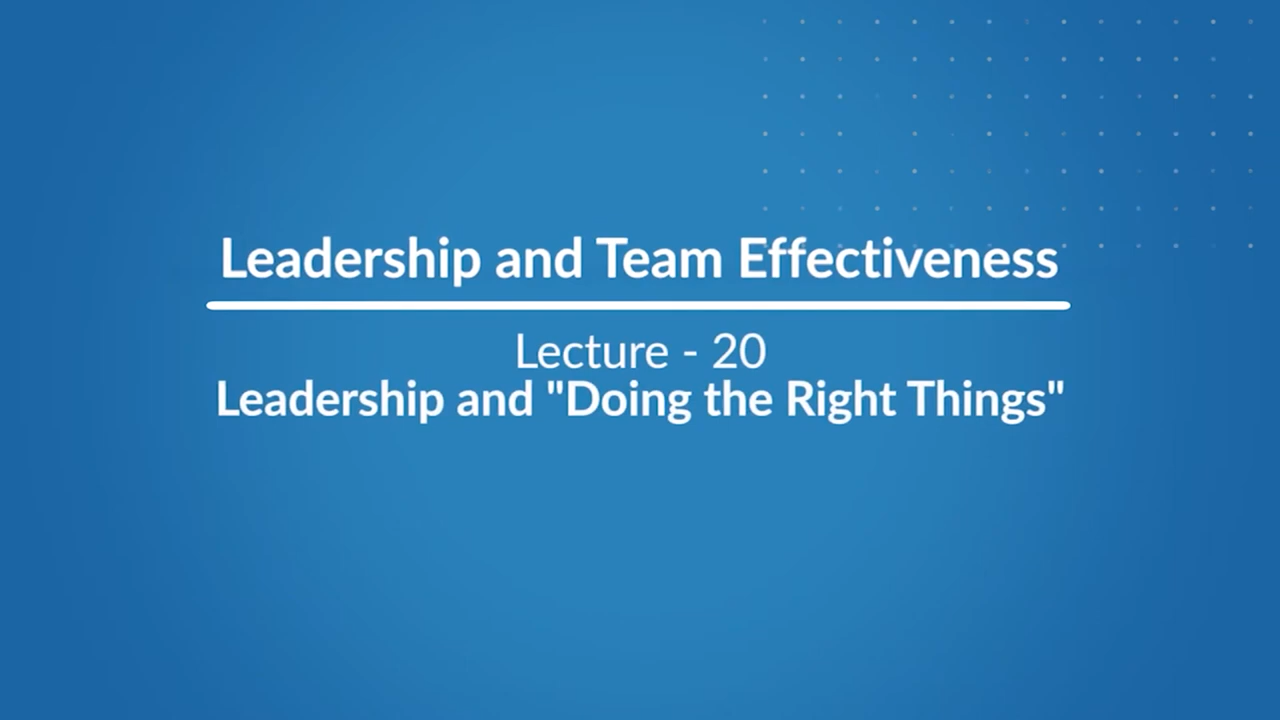 Leadership and Team Effectiveness
Lecture - 20
Leadership and "Doing the Right Things"